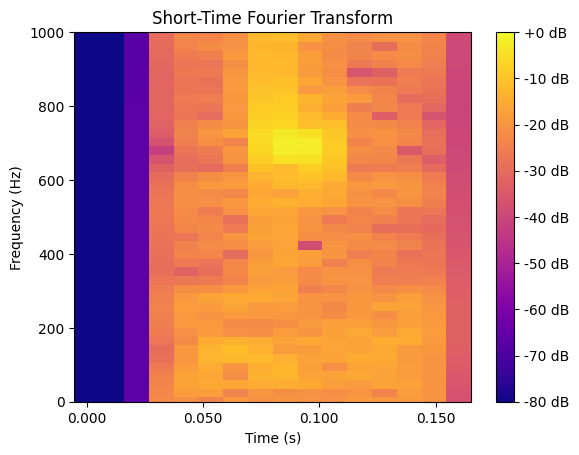 Short-Time Fourier Transform
1000
800
600
400
200
0
Frequency (Hz)
0.000
0.050
0.100
0.150
Time (s)
+0 dB
-10 dB
-20 dB
-30 dB
-40 dB
-50 dB
-60 dB
-70 dB
-80 dB